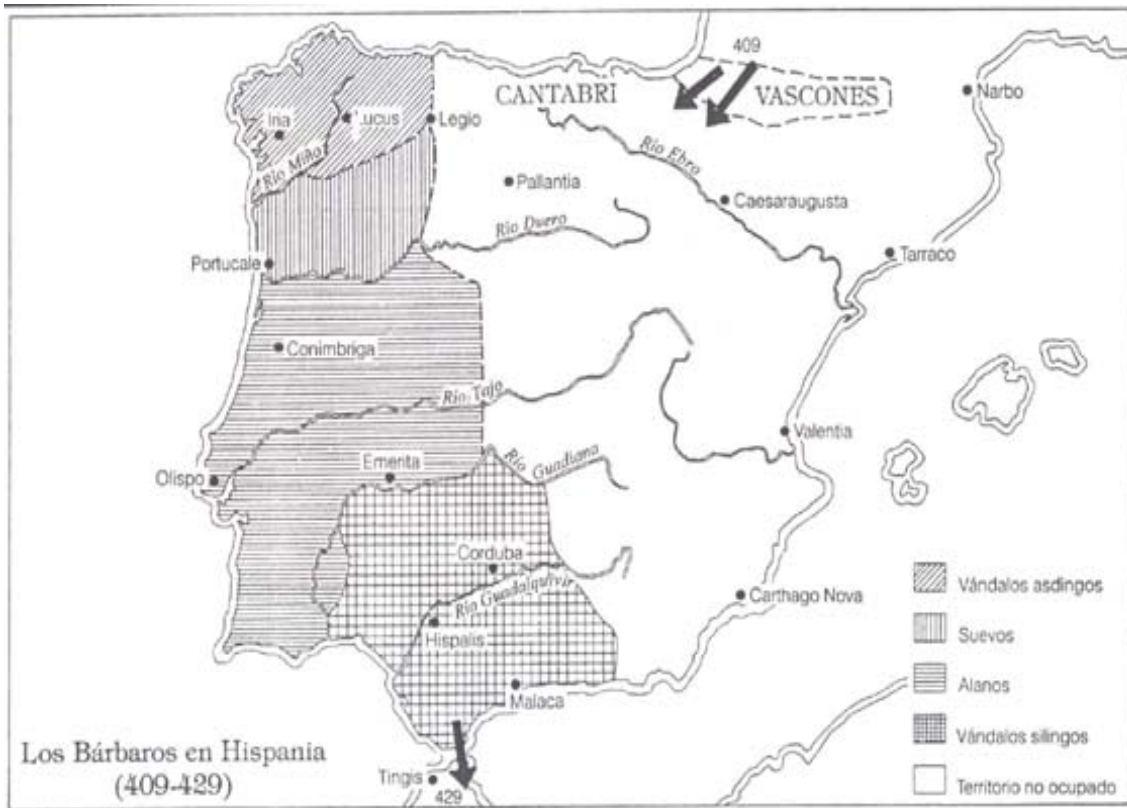 409
CANTABRI
VASCONES
Narbo
Iria
Lucus
Legio
Río Miño
Río Ebro
Pallantia
Caesaraugusta
Río Duero
Portucale
Tarraco
Conimbriga
Río Tajo
Valentia
Olispo
Emerita
Río Guadiana
Corduba
Río Guadalquivir
Carthago Nova
Hispalis
Malaca
Tingis
429
Los Bárbaros en Hispania
(409-429)
Vándalos asdingos
Suevos
Alanos
Vándalos silingos
Territorio no ocupado